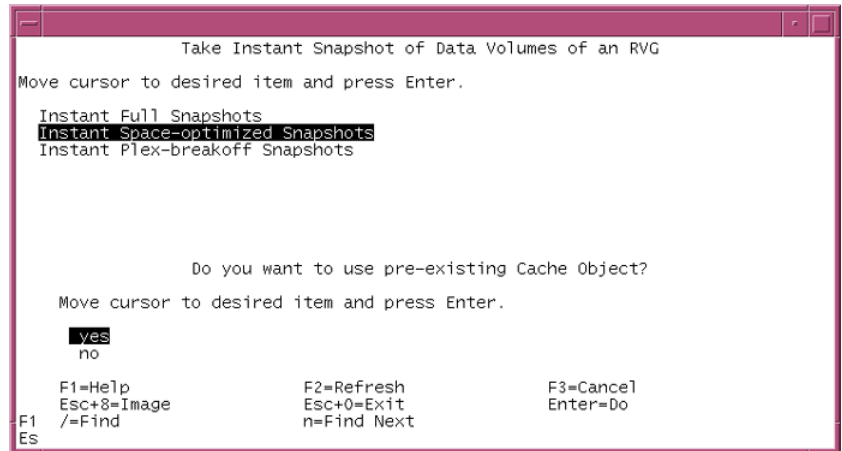 Take Instant Snapshot of Data Volumes of an RVG
Move cursor to desired item and press Enter.
Instant Full Snapshots
Instant Space-optimized Snapshots
Instant Plex-breakoff Snapshots
Do you want to use pre-existing Cache Object?
Move cursor to desired item and press Enter.
yes
no
F1=Help F2=Refresh F3=Cancel
Esc+8=Image Esc+0=Exit Enter=Do
F1 /=Find n=Find Next
Es